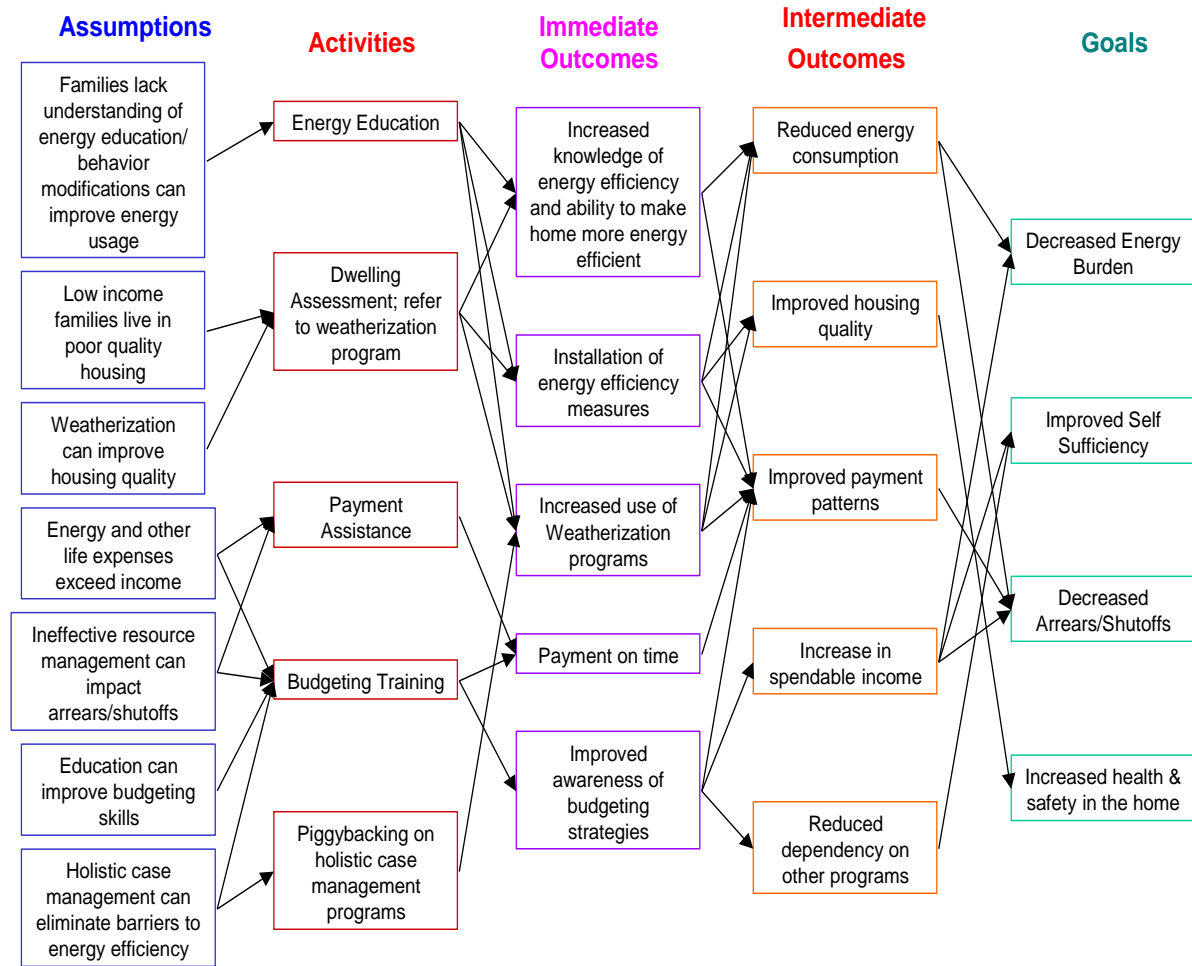 Assumptions
Families lack
understanding of
energy education/
behavior
modifications can
improve energy
usage
Low income
families live in
poor quality
housing
Weatherization
can improve
housing quality
Energy and other
life expenses
exceed income
Ineffective resource
management can
impact
arrears/shutoffs
Education can
improve budgeting
skills
Holistic case
management can
eliminate barriers to
energy efficiency
Activities
Energy Education
Dwelling
Assessment; refer
to weatherization
program
Payment
Assistance
Budgeting Training
Piggybacking on
holistic case
management
programs
Immediate
Outcomes
Increased
knowledge of
energy efficiency
and ability to make
home more energy
efficient
Installation of
energy efficiency
measures
Increased use of
Weatherization
programs
Payment on time
Improved
awareness of
budgeting
strategies
Intermediate
Outcomes
Reduced energy
consumption
Improved housing
quality
Improved payment
patterns
Increase in
spendable income
Reduced
dependency on
other programs
Goals
Decreased Energy
Burden
Improved Self
Sufficiency
Decreased
Arrears/Shutoffs
Increased health &
safety in the home